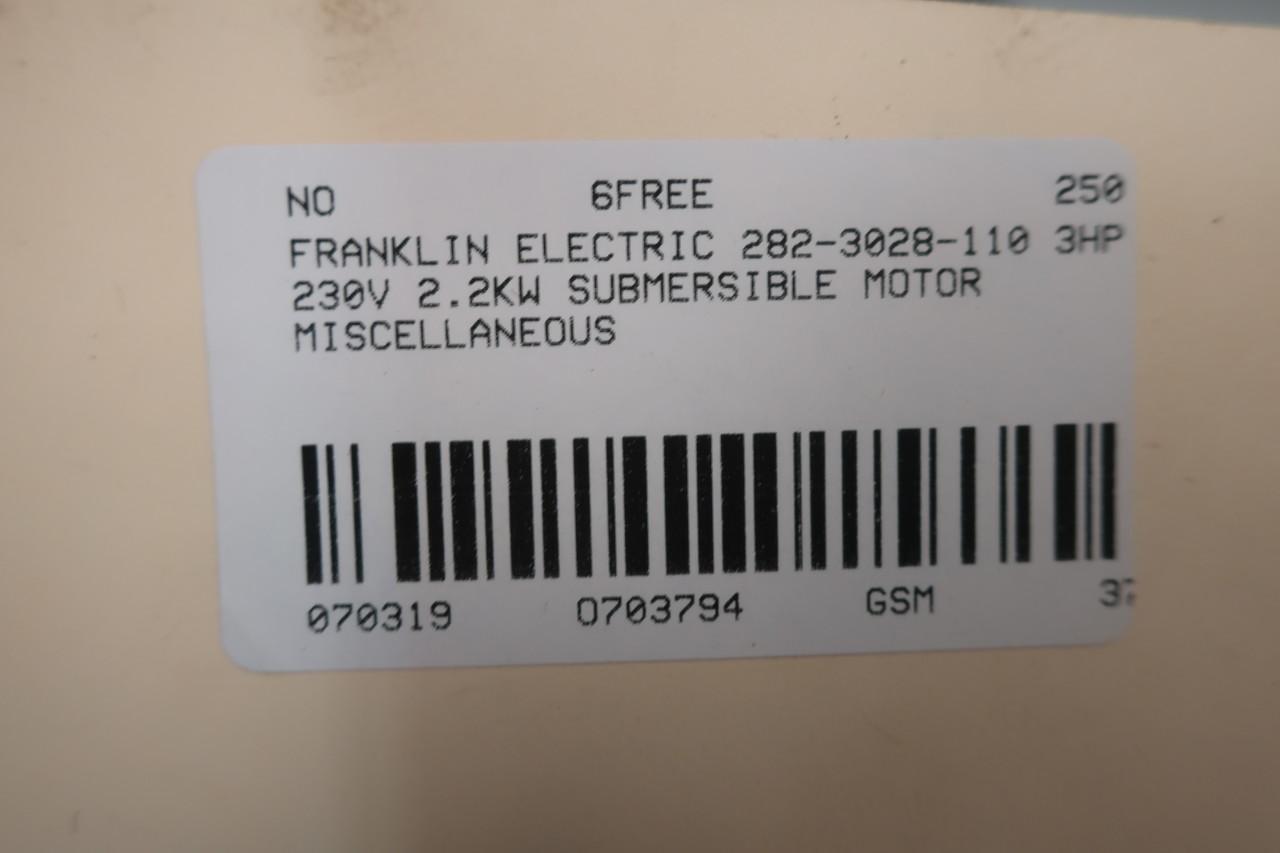 NO 6FREE 250
FRANKLIN ELECTRIC 282-3028-110 3HP
230V 2.2KW SUBMERSIBLE MOTOR
MISCELLANEOUS
070319 0703794 GSM